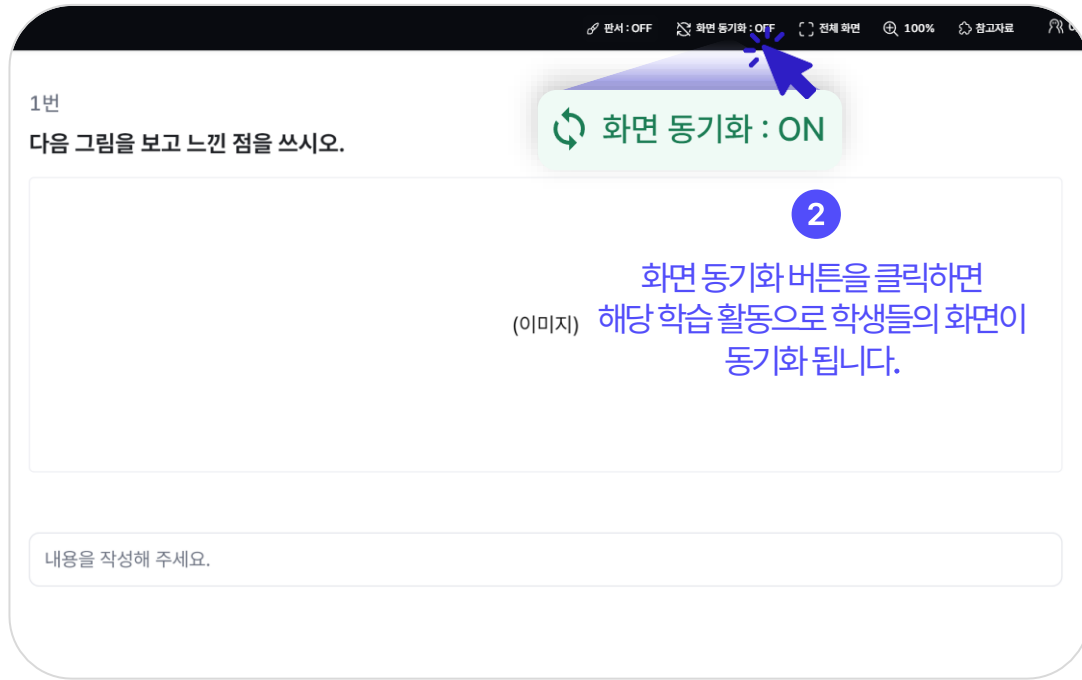 판서 : OFF 화면 동기화 : OFF 전체 화면 100% 참고자료
1번
다음 그림을 보고 느낀 점을 쓰시오.
화면 동기화 : ON
2
화면 동기화 버튼을 클릭하면
해당 학습 활동으로 학생들의 화면이
동기화 됩니다.
(이미지)
내용을 작성해 주세요.